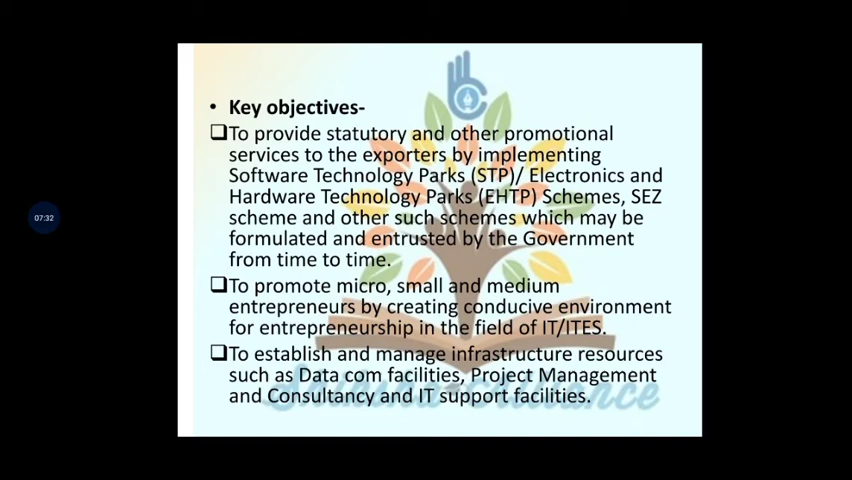 • Key objectives-
❑To provide statutory and other promotional
services to the exporters by implementing
Software Technology Parks (STP)/ Electronics and
Hardware Technology Parks (EHTP) Schemes, SEZ
scheme and other such schemes which may be
formulated and entrusted by the Government
from time to time.
❑To promote micro, small and medium
entrepreneurs by creating conducive environment
for entrepreneurship in the field of IT/ITES.
❑To establish and manage infrastructure resources
such as Data com facilities, Project Management
and Consultancy and IT support facilities.
07:32